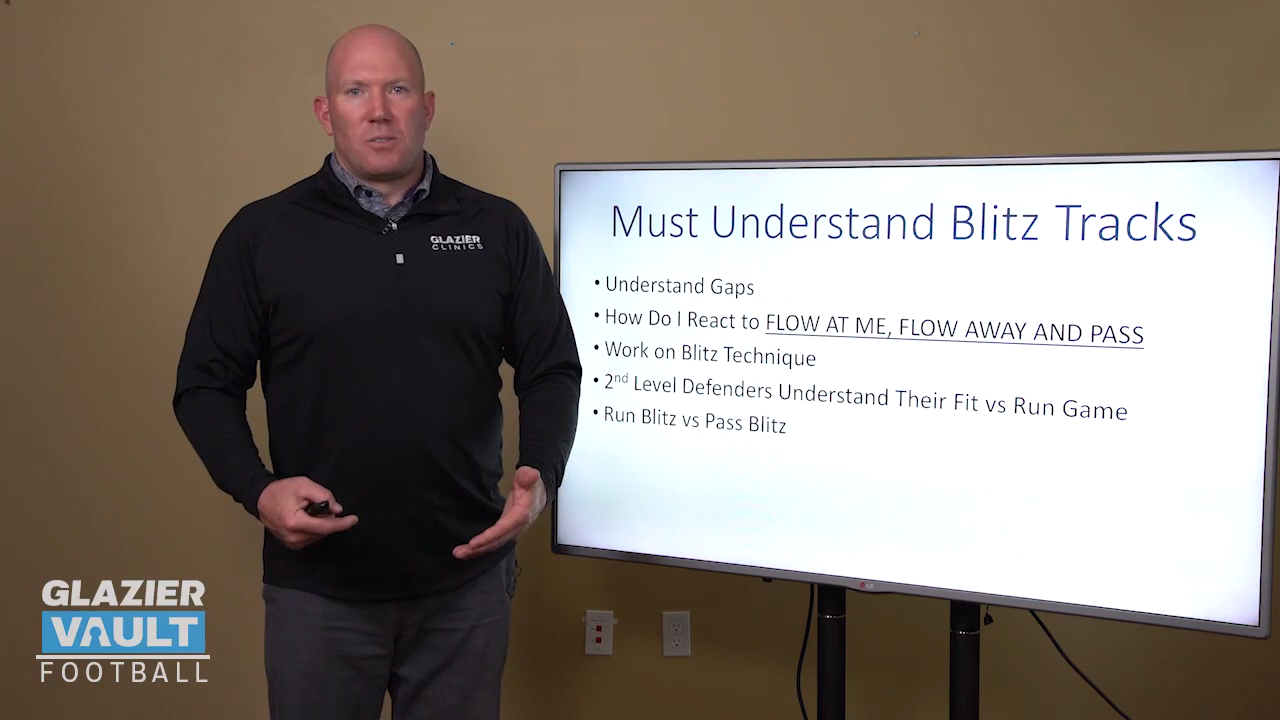 Must Understand Blitz Tracks
• Understand Gaps
• How Do I React to FLOW AT ME, FLOW AWAY AND PASS
• Work on Blitz Technique
• 2nd Level Defenders Understand Their Fit vs Run Game
• Run Blitz vs Pass Blitz
GLAZIER
CLINICS
LG
GLAZIER
VAULT
FOOTBALL